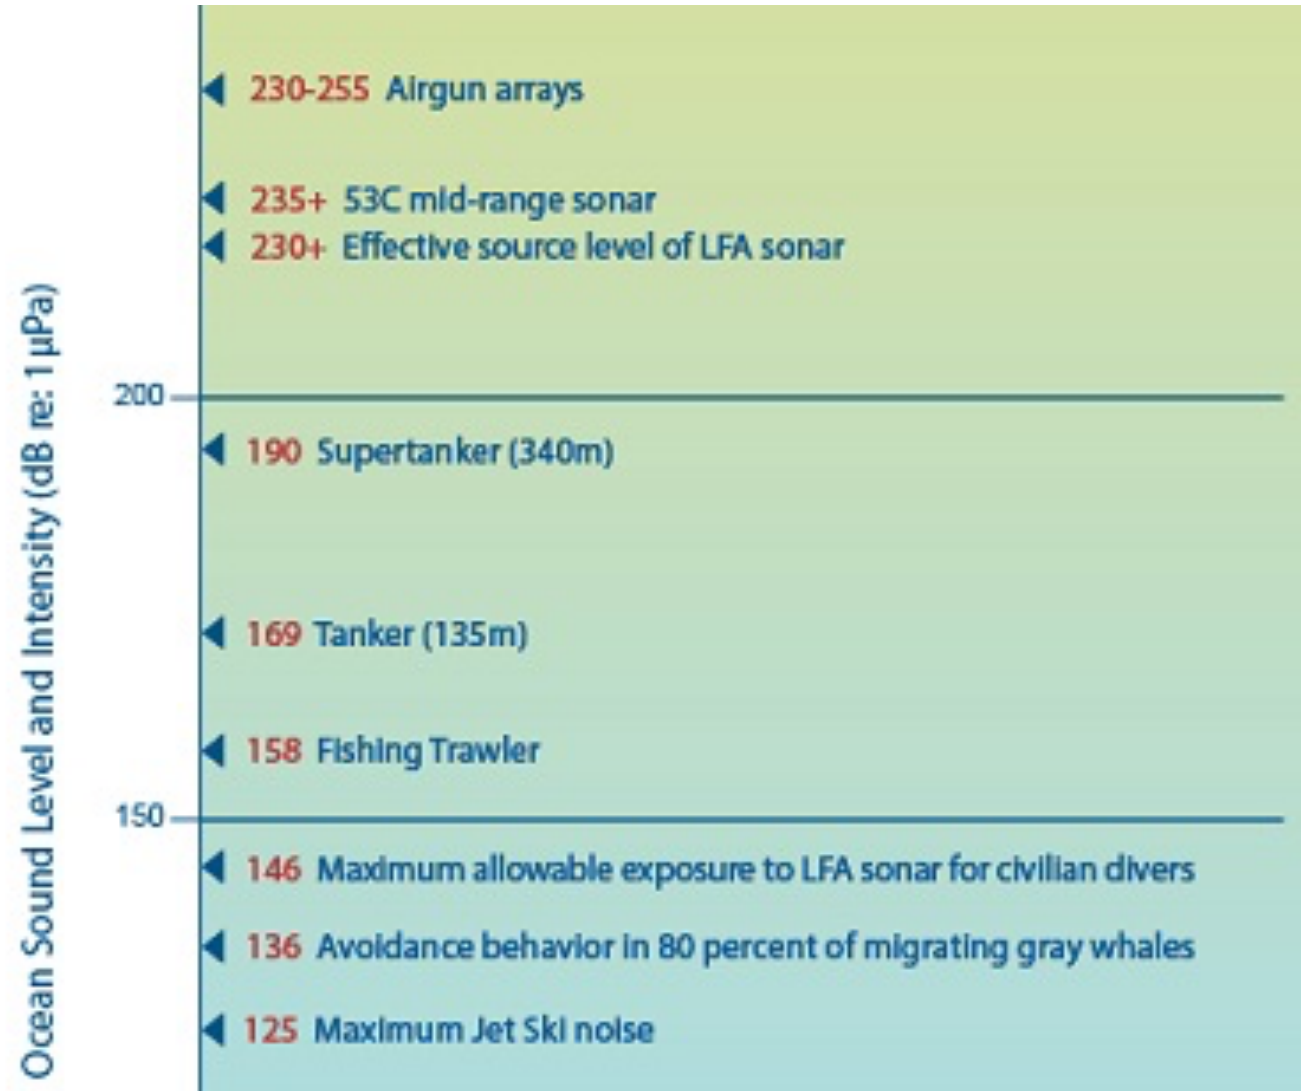 Ocean Sound Level and Intensity (dB re: 1 µPa)
230-255 Airgun arrays
235+ 53C mid-range sonar
230+ Effective source level of LFA sonar
200
190 Supertanker (340m)
169 Tanker (135m)
158 Fishing Trawler
150
146 Maximum allowable exposure to LFA sonar for civilian divers
136 Avoidance behavior in 80 percent of migrating gray whales
125 Maximum Jet Ski noise